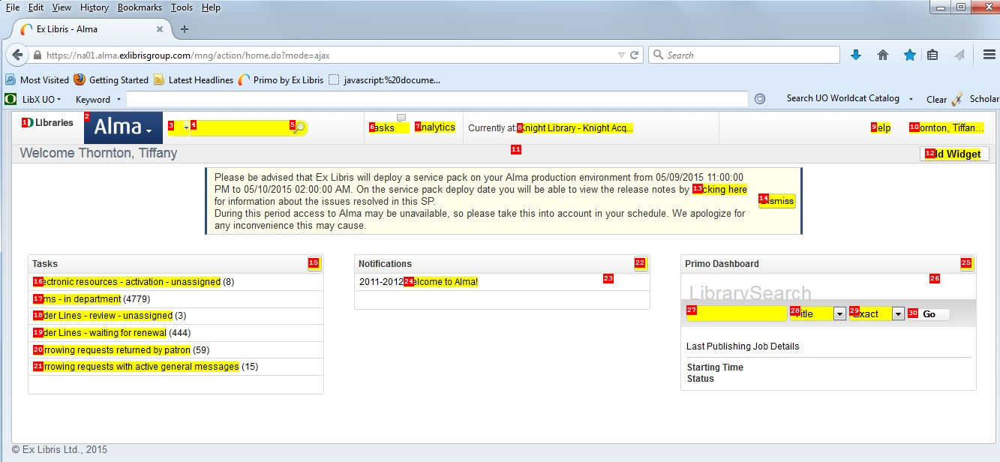 File Edit View History Bookmarks Tools Help
Ex Libris - Alma
https://na01.alma.exlibrisgroup.com/mng/action/home.do?mode=ajax
Search
Most Visited Getting Started Latest Headlines Primo by Ex Libris javascript:%20docume...
LibX UO Keyword Search UO Worldcat Catalog Clear Scholar
1 Libraries 2 Alma 3 4 5 6 asks 7 nalytics Currently at: 8 Knight Library - Knight Acq... 9 elp 10 ornton, Tiffan...
Welcome Thornton, Tiffany 11 12 d Widget
Please be advised that Ex Libris will deploy a service pack on your Alma production environment from 05/09/2015 11:00:00
PM to 05/10/2015 02:00:00 AM. On the service pack deploy date you will be able to view the release notes by 13 cking here
for information about the issues resolved in this SP.
14 smiss
During this period access to Alma may be unavailable, so please take this into account in your schedule. We apologize for
any inconvenience this may cause.
Tasks 15
16 ectronic resources - activation - unassigned (8)
17 ms - in department (4779)
18 der Lines - review - unassigned (3)
19 der Lines - waiting for renewal (444)
20 rrowing requests returned by patron (59)
21 rrowing requests with active general messages (15)
Notifications 22
2011-2012 24 elcome to Alma! 23
Primo Dashboard 25
26
LibrarySearch
27 28 Title 29 Exact 30 Go
Last Publishing Job Details
Starting Time
Status
© Ex Libris Ltd., 2015